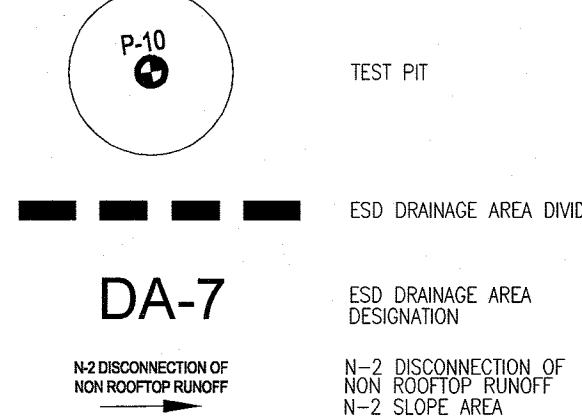 P-10
TEST PIT
ESD DRAINAGE AREA DIVID
DA-7
ESD DRAINAGE AREA
DESIGNATION
N-2 DISCONNECTION OF
NON ROOFTOP RUNOFF
N-2 DISCONNECTION OF
NON ROOFTOP RUNOFF
N-2 SLOPE AREA